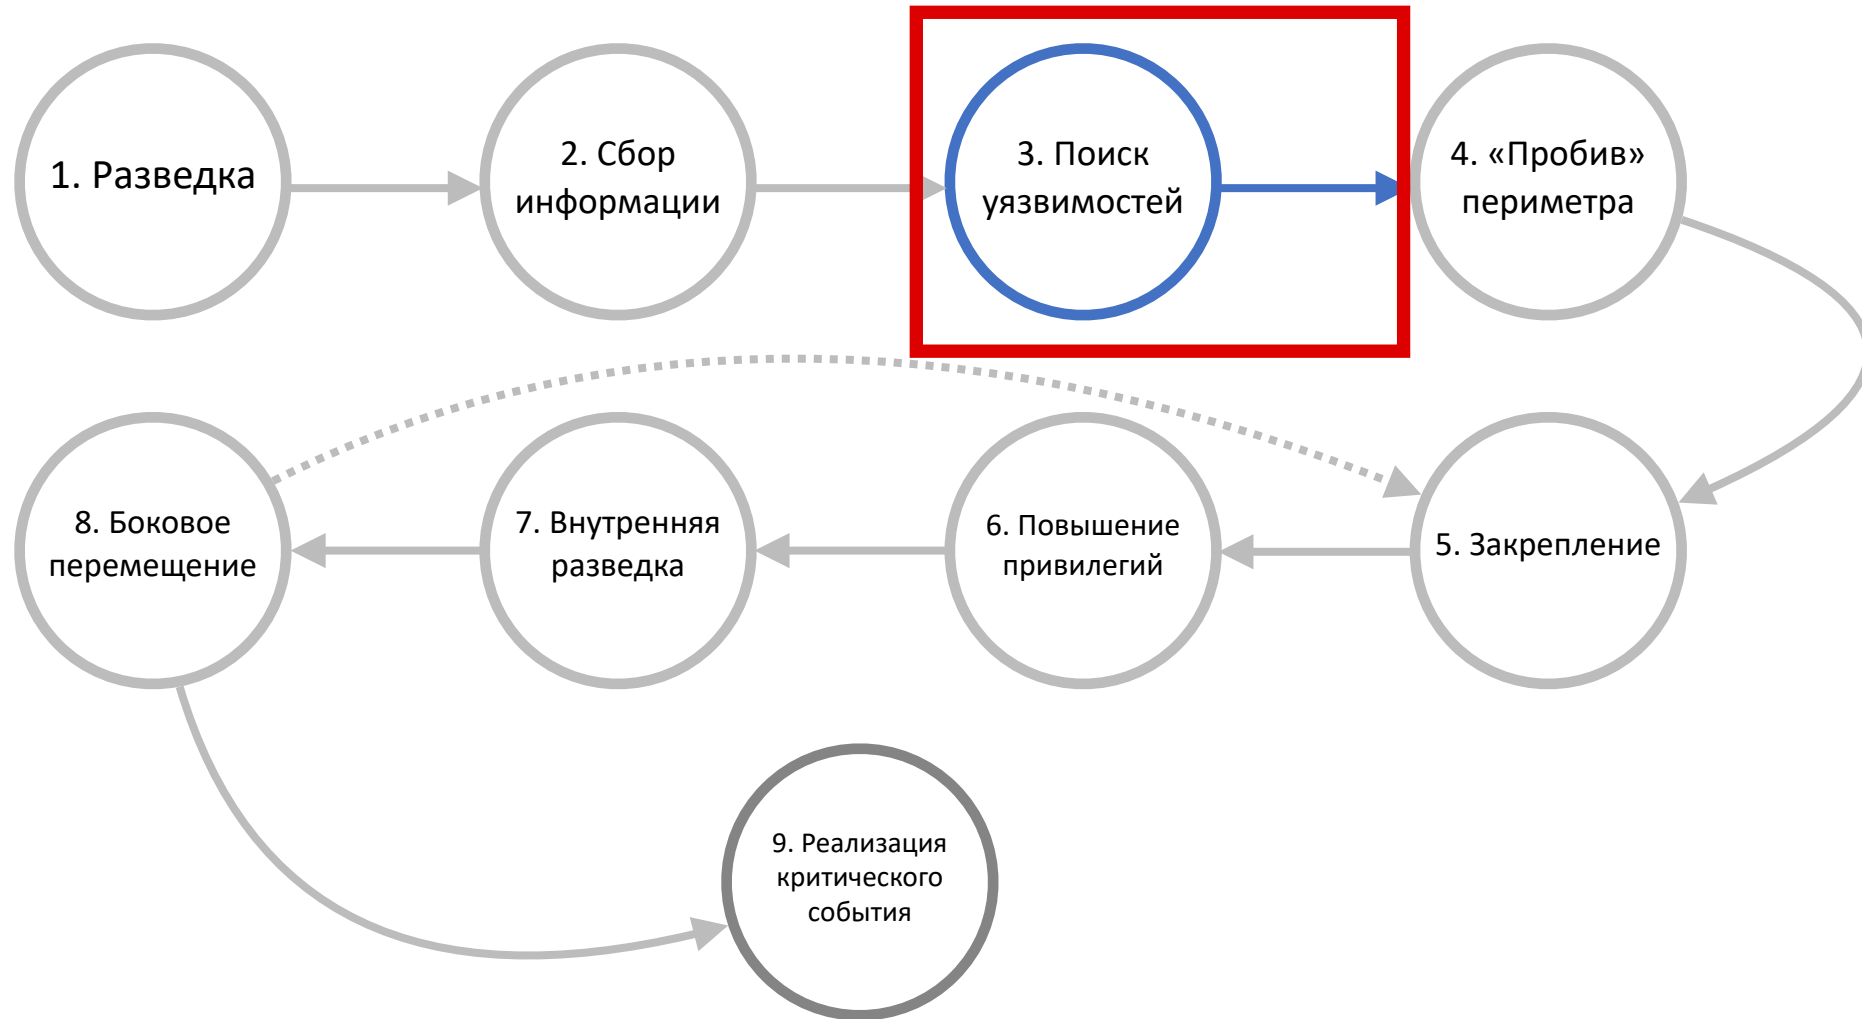 1. Разведка
2. Сбор
информации
3. Поиск
уязвимостей
4. «Пробив»
периметра
8. Боковое
перемещение
7. Внутренняя
разведка
6. Повышение
привилегий
5. Закрепление
9. Реализация
критического
события